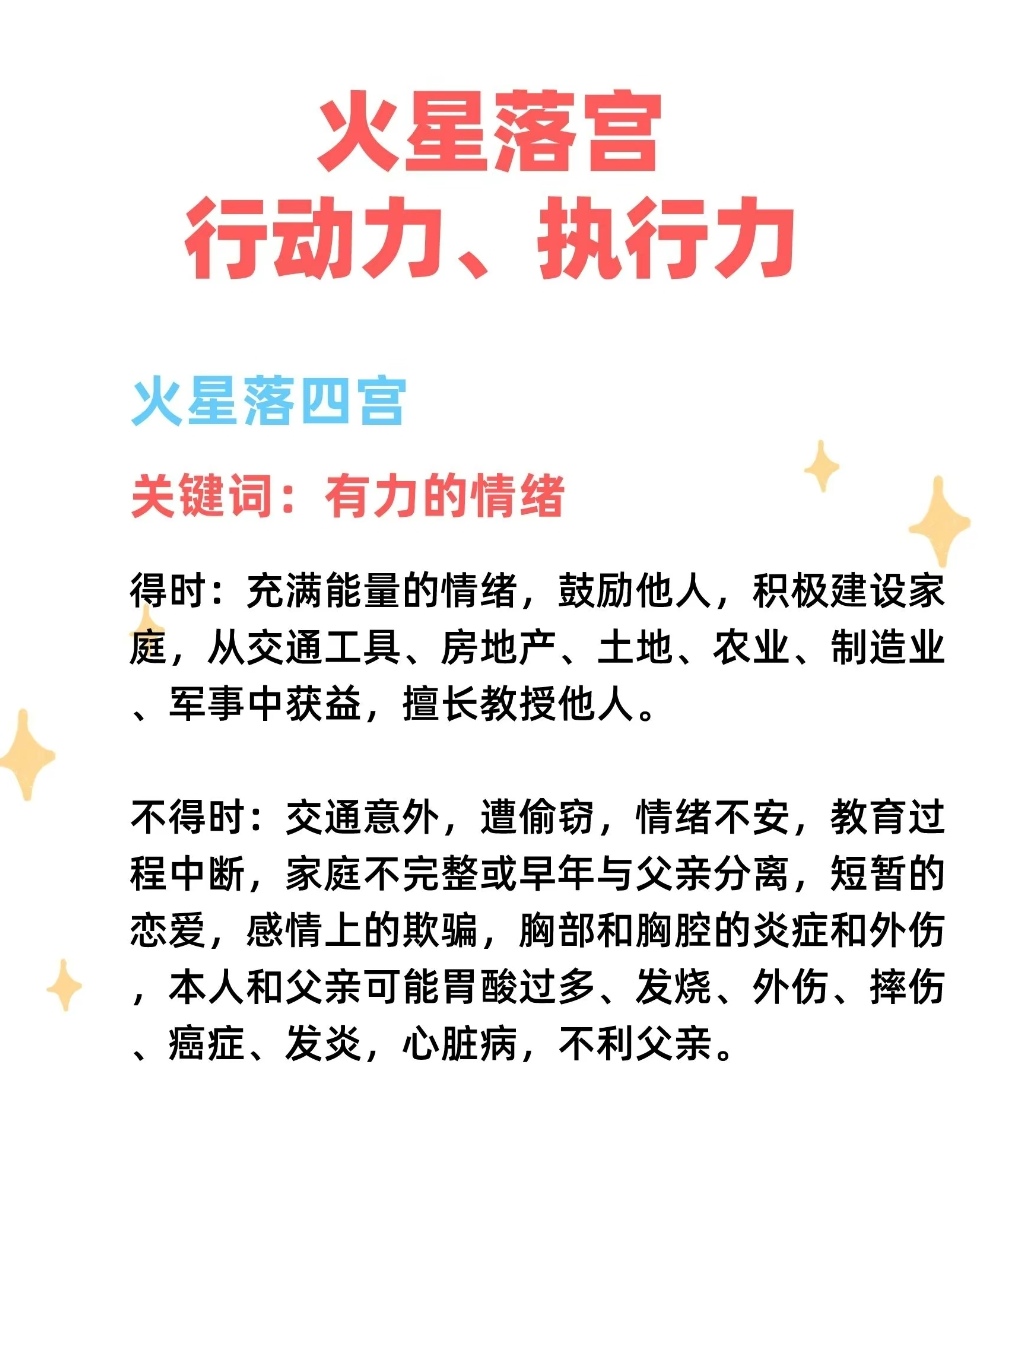 火星落宫
行动力、执行力
火星落四宫
关键词：有力的情绪
得时：充满能量的情绪，鼓励他人，积极建设家
庭，从交通工具、房地产、土地、农业、制造业
、军事中获益，擅长教授他人。
不得时：交通意外，遭偷窃，情绪不安，教育过
程中断，家庭不完整或早年与父亲分离，短暂的
恋爱，感情上的欺骗，胸部和胸腔的炎症和外伤
，本人和父亲可能胃酸过多、发烧、外伤、摔伤
、癌症、发炎，心脏病，不利父亲。